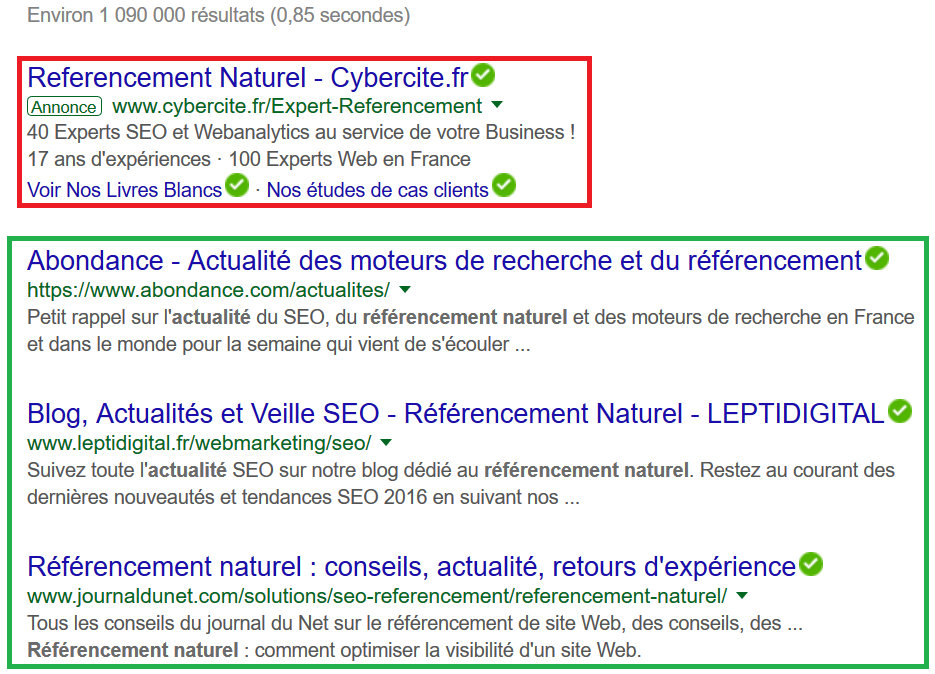 Environ 1 090 000 résultats (0,85 secondes)
Referencement Naturel - Cybercite.fr
Annonce www.cybercite.fr/Expert-Referencement
40 Experts SEO et Webanalytics au service de votre Business !
17 ans d'expériences · 100 Experts Web en France
Voir Nos Livres Blancs · Nos études de cas clients
Abondance - Actualité des moteurs de recherche et du référencement
https://www.abondance.com/actualites/
Petit rappel sur l'actualité du SEO, du référencement naturel et des moteurs de recherche en France
et dans le monde pour la semaine qui vient de s'écouler ...
Blog, Actualités et Veille SEO - Référencement Naturel - LEPTIDIGITAL
www.leptidigital.fr/webmarketing/seo/
Suivez toute l'actualité SEO sur notre blog dédié au référencement naturel. Restez au courant des
dernières nouveautés et tendances SEO 2016 en suivant nos ...
Référencement naturel : conseils, actualité, retours d'expérience
www.journaldunet.com/solutions/seo-referencement/referencement-naturel/
Tous les conseils du journal du Net sur le référencement de site Web, des conseils, des ...
Référencement naturel : comment optimiser la visibilité d'un site Web.